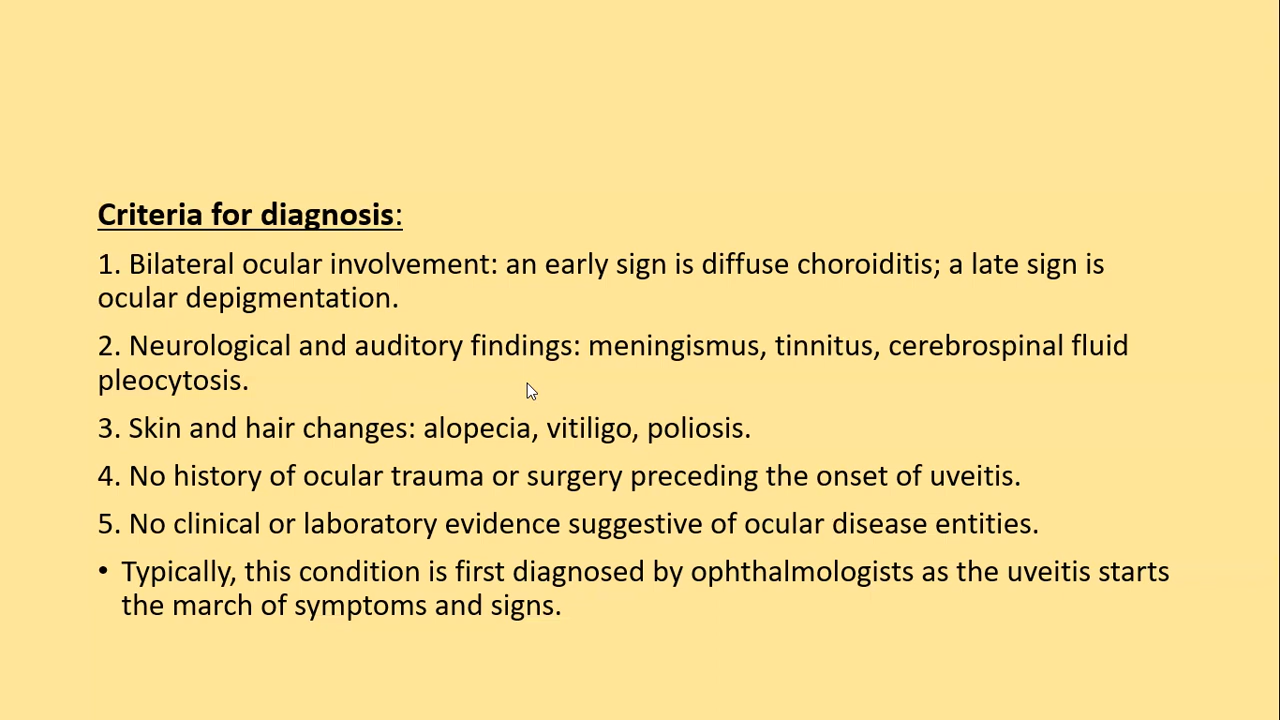 Criteria for diagnosis:
1. Bilateral ocular involvement: an early sign is diffuse choroiditis; a late sign is
ocular depigmentation.
2. Neurological and auditory findings: meningismus, tinnitus, cerebrospinal fluid
pleocytosis.
3. Skin and hair changes: alopecia, vitiligo, poliosis.
4. No history of ocular trauma or surgery preceding the onset of uveitis.
5. No clinical or laboratory evidence suggestive of ocular disease entities.
• Typically, this condition is first diagnosed by ophthalmologists as the uveitis starts
the march of symptoms and signs.